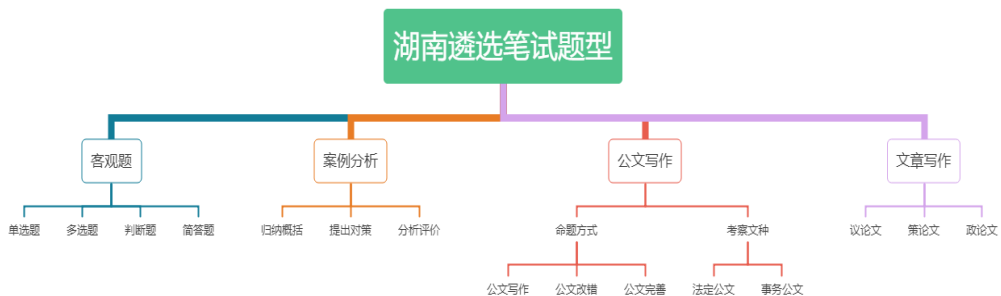 湖南遴选笔试题型
客观题
案例分析
公文写作
文章写作
单选题
多选题
判断题
简答题
归纳概括
提出对策
分析评价
命题方式
考察文种
议论文
策论文
政论文
公文写作
公文改错
公文完善
法定公文
事务公文